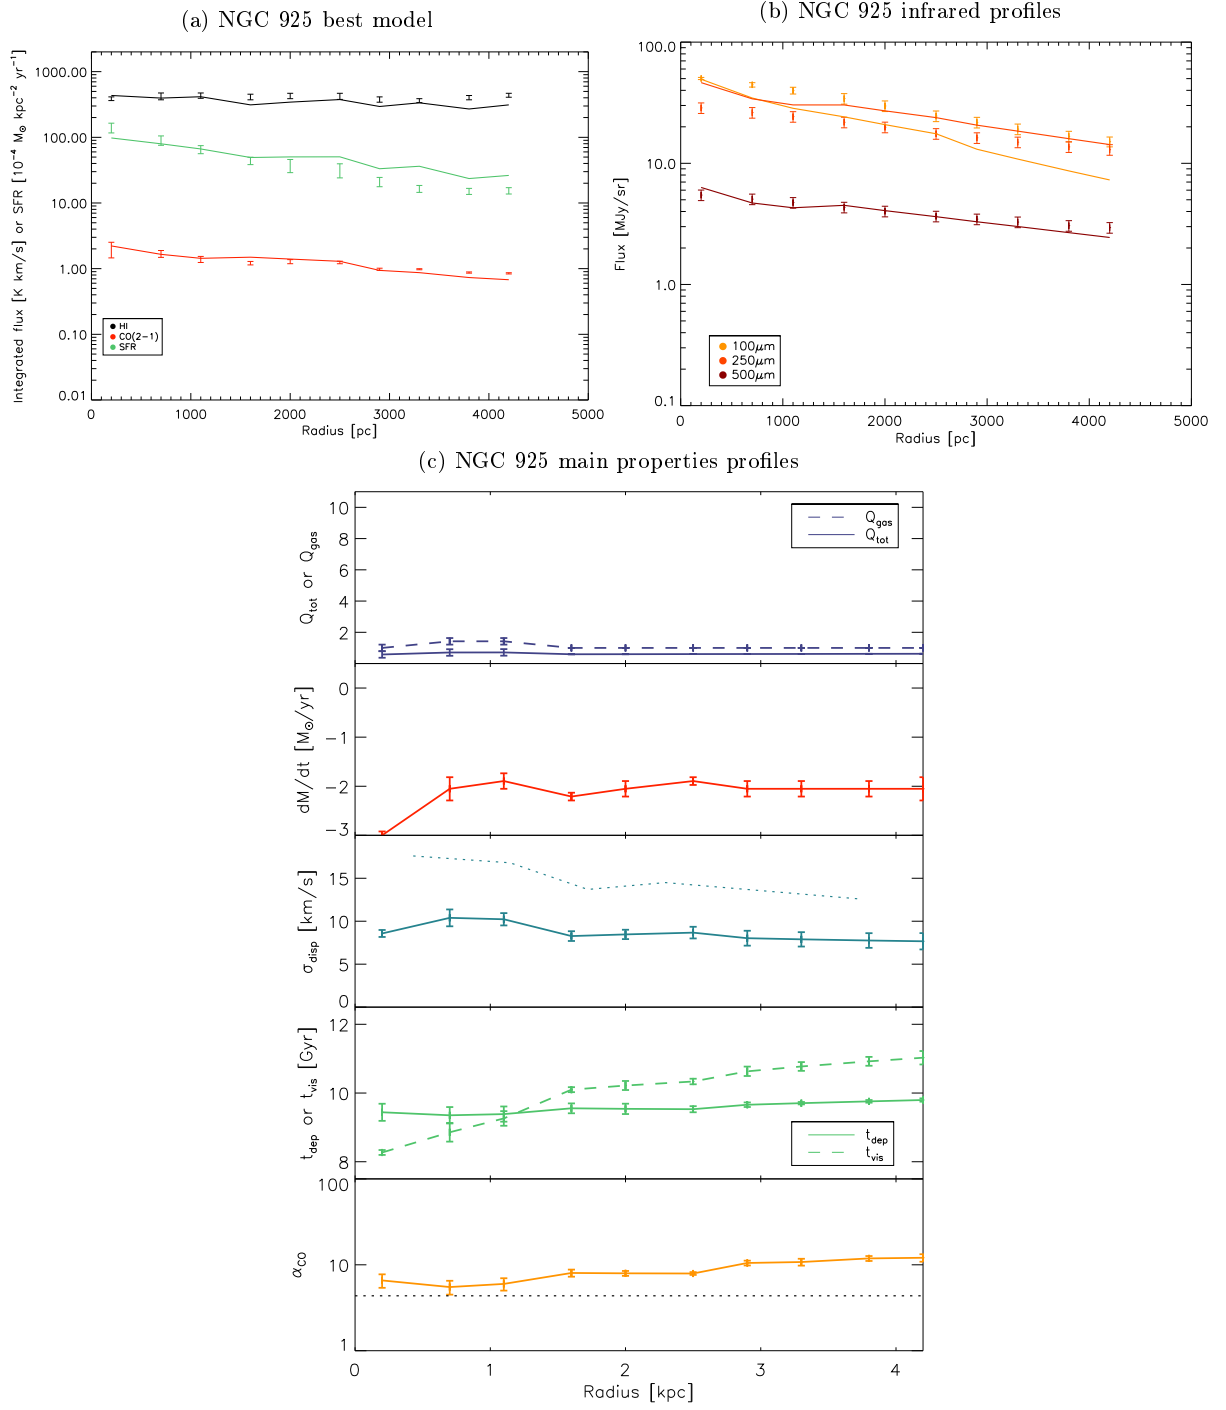 (a) NGC 925 best model
Integrated flux [K km/s] or SFR [10⁻⁴ M⊙ kpc⁻² yr⁻¹]
1000.00
100.00
10.00
1.00
0.10
0.01
HI
CO(2−1)
SFR
0 1000 2000 3000 4000 5000
Radius [pc]
(b) NGC 925 infrared profiles
Flux [MJy/sr]
100.0
10.0
1.0
0.1
100μm
250μm
500μm
0 1000 2000 3000 4000 5000
Radius [pc]
(c) NGC 925 main properties profiles
Q_tot or Q_gas
10
8
6
4
2
Q_gas
Q_tot
dM/dt [M⊙/yr]
0
−1
−2
−3
σ_disp [km/s]
15
10
5
0
t_dep or t_vis [Gyr]
12
10
8
t_dep
t_vis
α_CO
100
10
1
0 1 2 3 4
Radius [kpc]